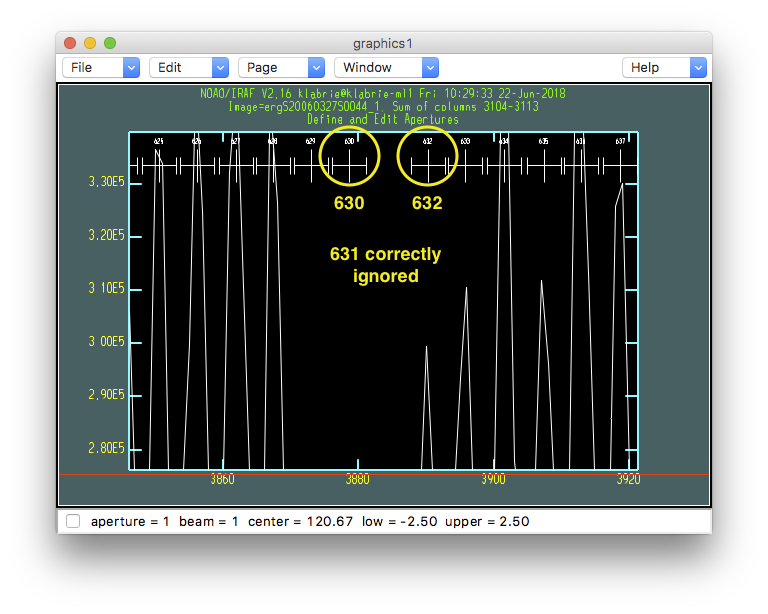 graphics1
File Edit Page Window Help
NOAO/IRAF V2.16 klabrie@klabrie-ml1 Fri 10:29:33 22-Jun-2018
Image=ergS20060327S0044_1, Sum of columns 3104-3113
Define and Edit Apertures
625 626 627 628 629 630 632 633 634 635 636 637
3.30E5
630 632
3.20E5
631 correctly
ignored
3.10E5
3.00E5
2.90E5
2.80E5
3860 3880 3900 3920
aperture = 1 beam = 1 center = 120.67 low = -2.50 upper = 2.50